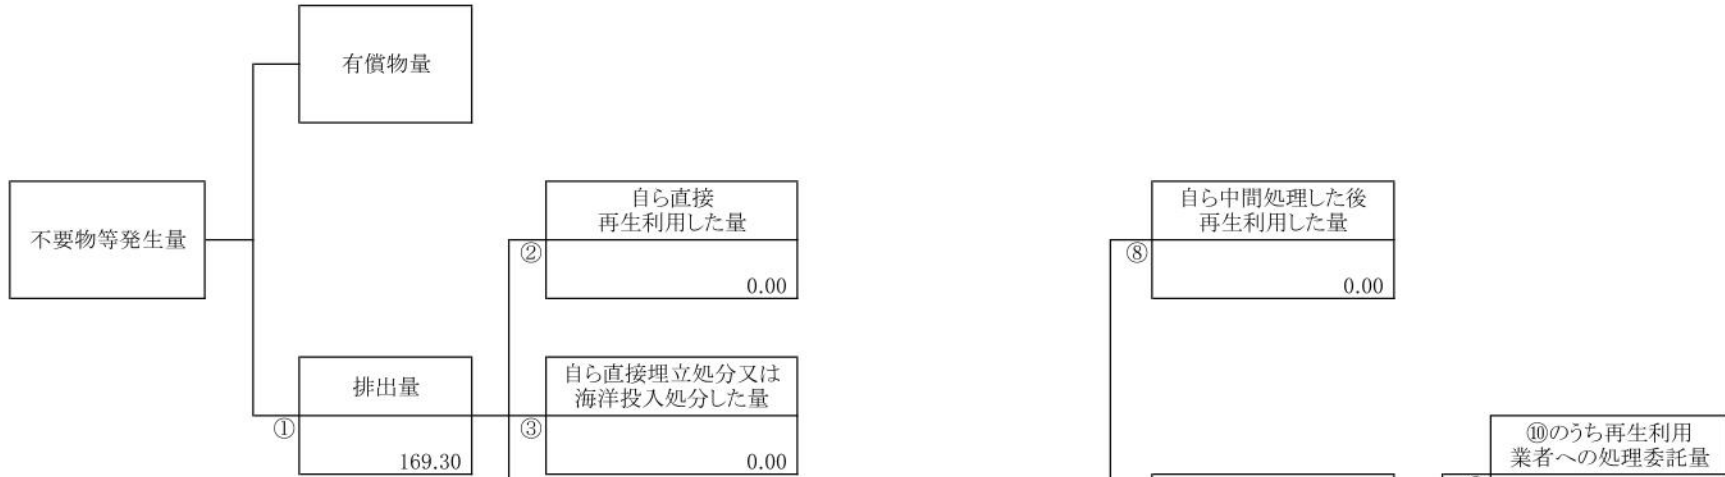 有償物量
不要物等発生量
自ら直接
再生利用した量
②
0.00
自ら中間処理した後
再生利用した量
⑧
0.00
排出量
①
169.30
自ら直接埋立処分又は
海洋投入処分した量
③
0.00
⑩のうち再生利用
業者への処理委託量